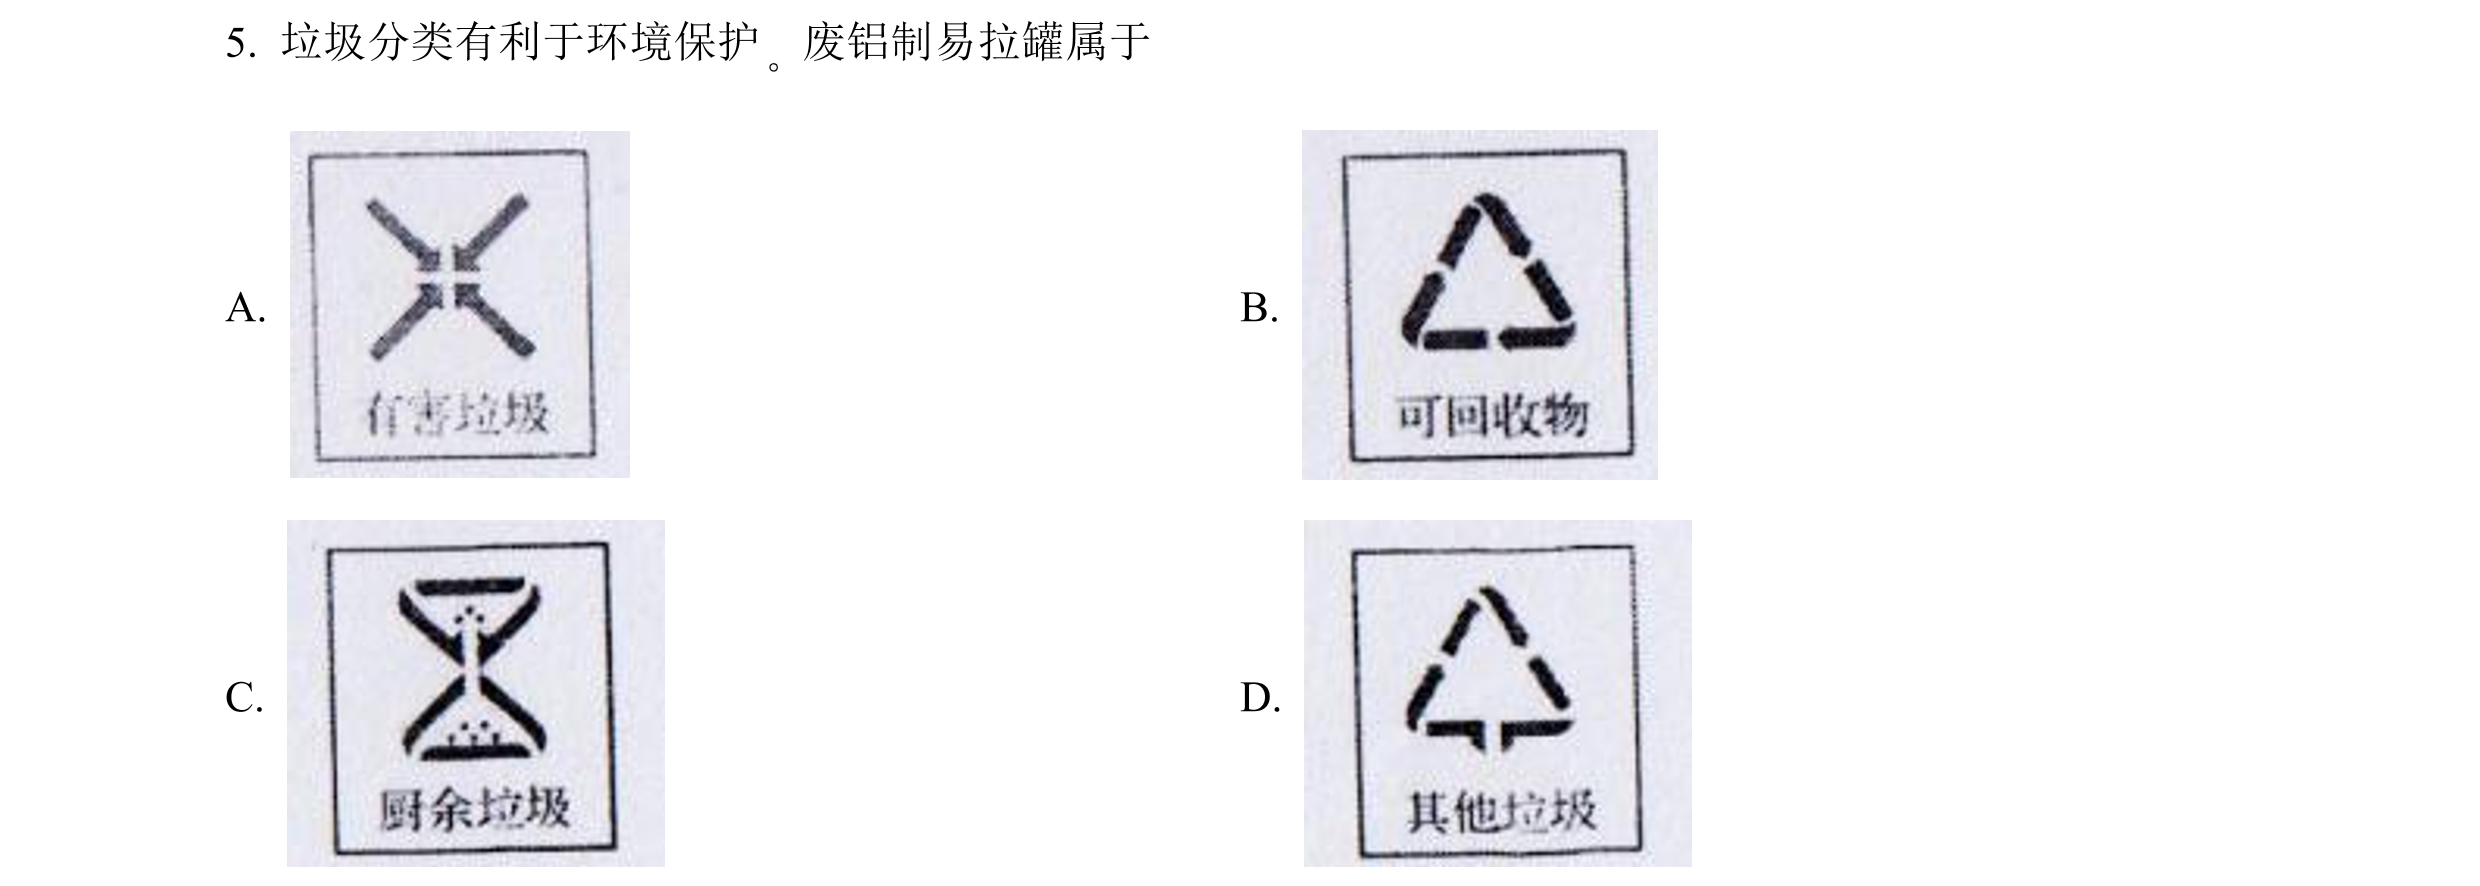 5. 垃圾分类有利于环境保护。废铝制易拉罐属于
A.
有害垃圾
B.
可回收物
C.
厨余垃圾
D.
其他垃圾